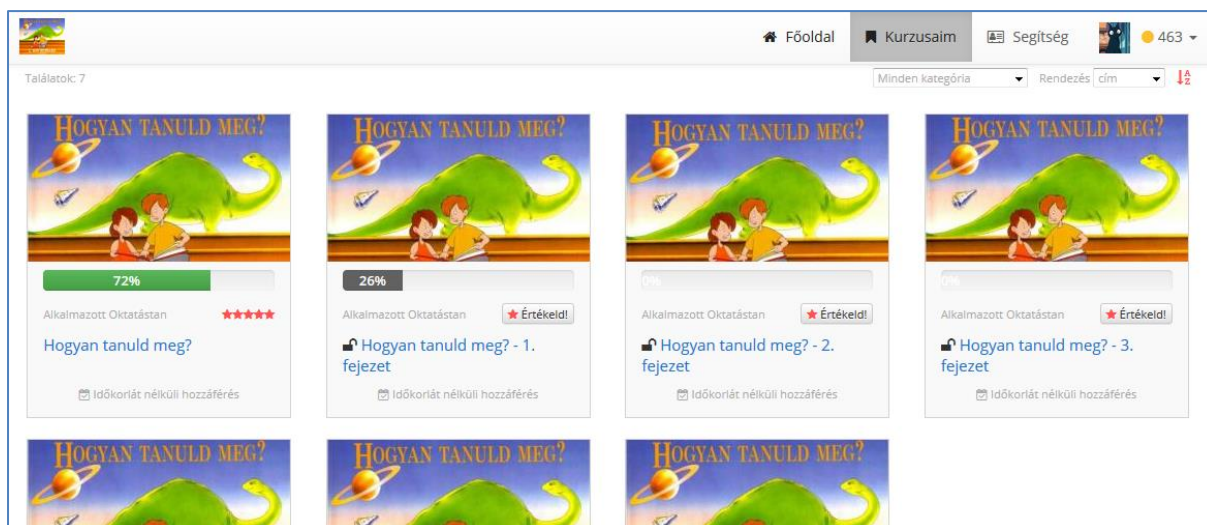 Főoldal
Kurzusaim
Segítség
463
Találatok: 7
Minden kategória
Rendezés
cím
HOGYAN TANULD MEG?
HOGYAN TANULD MEG?
HOGYAN TANULD MEG?
HOGYAN TANULD MEG?
72%
26%
0%
0%
Alkalmazott Oktatástan
Alkalmazott Oktatástan
Értékeld!
Alkalmazott Oktatástan
Értékeld!
Alkalmazott Oktatástan
Értékeld!
Hogyan tanuld meg?
Hogyan tanuld meg? - 1.
fejezet
Hogyan tanuld meg? - 2.
fejezet
Hogyan tanuld meg? - 3.
fejezet
Időkorlát nélküli hozzáférés
Időkorlát nélküli hozzáférés
Időkorlát nélküli hozzáférés
Időkorlát nélküli hozzáférés
HOGYAN TANULD MEG?
HOGYAN TANULD MEG?
HOGYAN TANULD MEG?